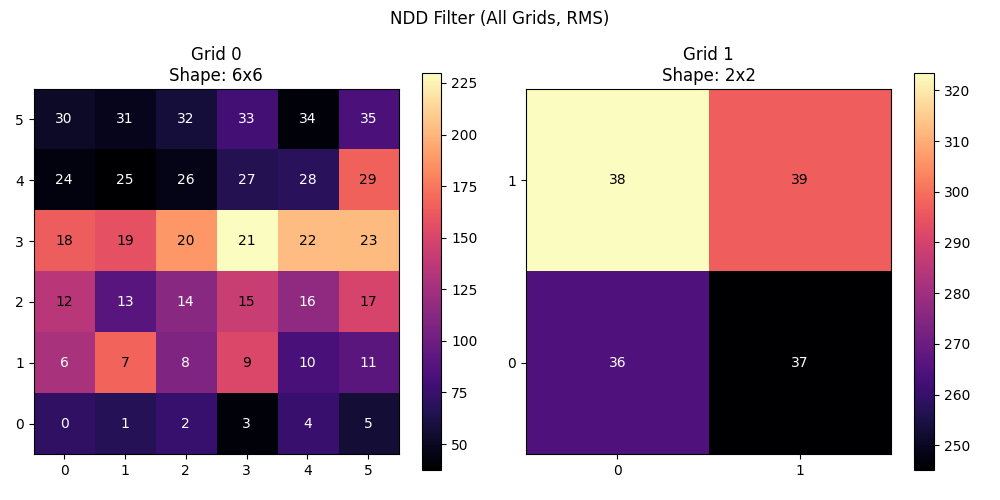 NDD Filter (All Grids, RMS)
Grid 0
Shape: 6x6
5
4
3
2
1
0
30 31 32 33 34 35
24 25 26 27 28 29
18 19 20 21 22 23
12 13 14 15 16 17
6 7 8 9 10 11
0 1 2 3 4 5
0 1 2 3 4 5
225
200
175
150
125
100
75
50
Grid 1
Shape: 2x2
1
0
38 39
36 37
0 1
320
310
300
290
280
270
260
250